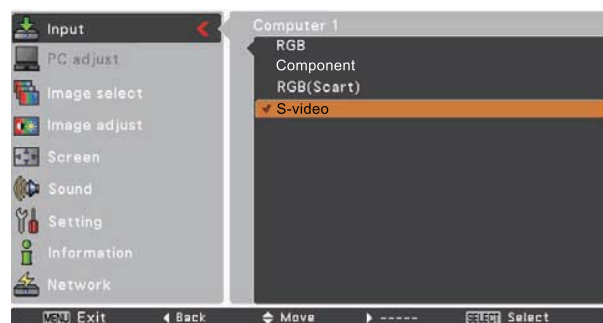 Input
PC adjust
Image select
Image adjust
Screen
Sound
Setting
Information
Network
Computer 1
RGB
Component
RGB(Scart)
S-video
MENU Exit Back Move ----- SELECT Select